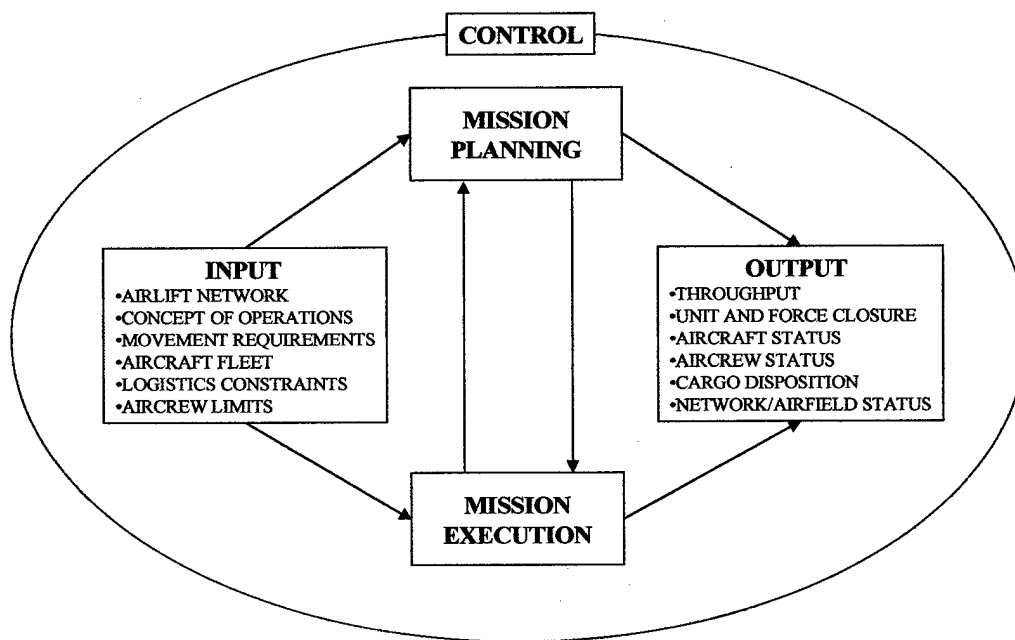 CONTROL
MISSION
PLANNING
INPUT
•AIRLIFT NETWORK
•CONCEPT OF OPERATIONS
•MOVEMENT REQUIREMENTS
•AIRCRAFT FLEET
•LOGISTICS CONSTRAINTS
•AIRCREW LIMITS
OUTPUT
•THROUGHPUT
•UNIT AND FORCE CLOSURE
•AIRCRAFT STATUS
•AIRCREW STATUS
•CARGO DISPOSITION
•NETWORK/AIRFIELD STATUS
MISSION
EXECUTION